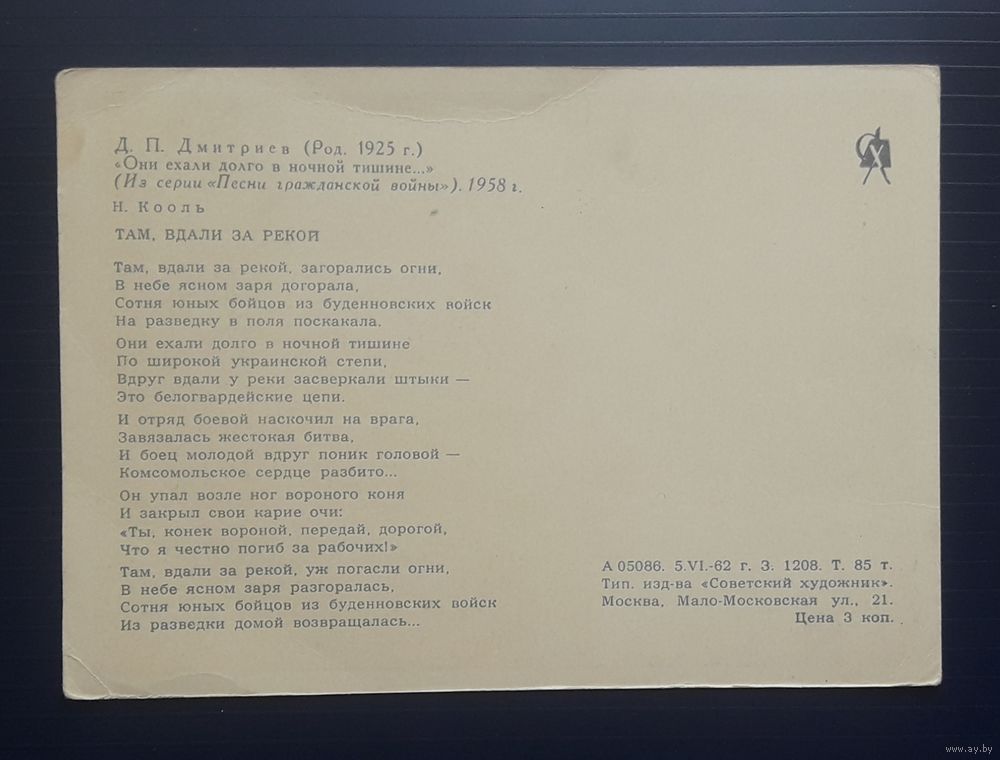 Д. П. Дмитриев (Род. 1925 г.)
«Они ехали долго в ночной тишине...»
(Из серии «Песни гражданской войны»). 1958 г.
Н. Кооль
ТАМ, ВДАЛИ ЗА РЕКОЙ
Там, вдали за рекой, загорались огни,
В небе ясном заря догорала,
Сотня юных бойцов из буденновских войск
На разведку в поля поскакала.
Они ехали долго в ночной тишине
По широкой украинской степи,
Вдруг вдали у реки засверкали штыки —
Это белогвардейские цепи.
И отряд боевой наскочил на врага,
Завязалась жестокая битва,
И боец молодой вдруг поник головой —
Комсомольское сердце разбито...
Он упал возле ног вороного коня
И закрыл свои карие очи:
«Ты, конек вороной, передай, дорогой,
Что я честно погиб за рабочих!»
Там, вдали за рекой, уж погасли огни,
В небе ясном заря разгоралась,
Сотня юных бойцов из буденновских войск
Из разведки домой возвращалась...
А 05086. 5.VI.-62 г. З. 1208. Т. 85 т.
Тип. изд-ва «Советский художник».
Москва, Мало-Московская ул., 21.
Цена 3 коп.
www.ay.by